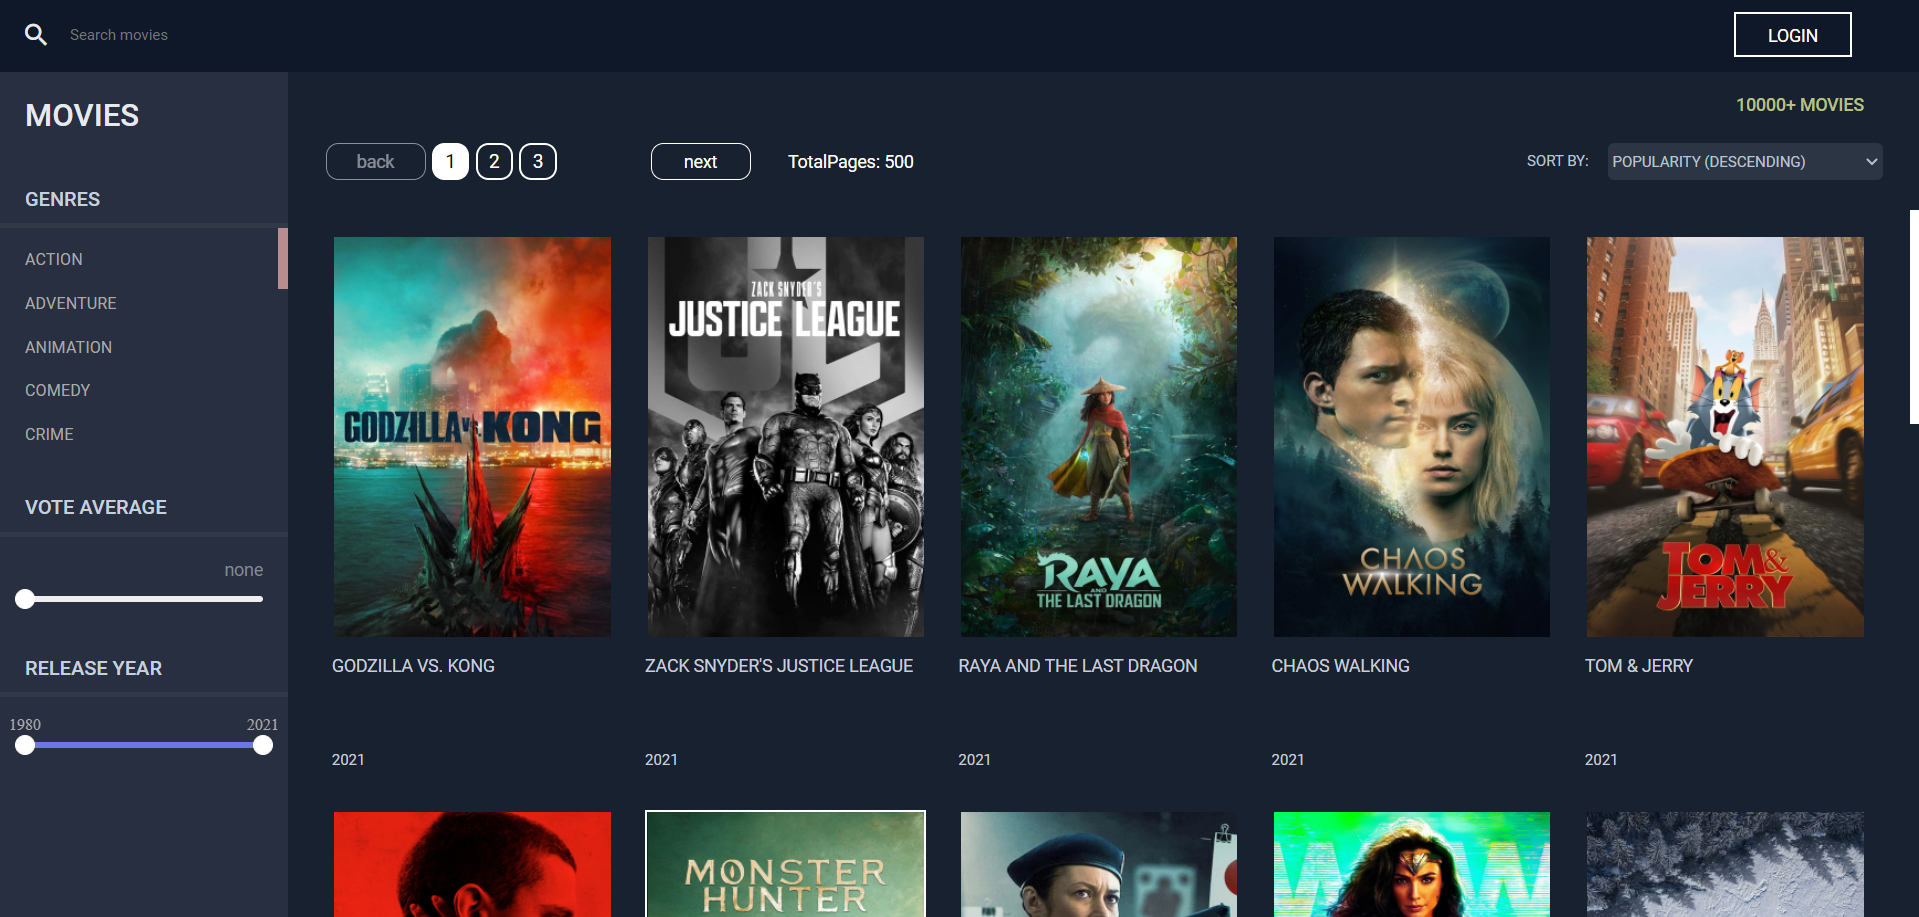 Search movies
LOGIN
MOVIES
10000+ MOVIES
back 1 2 3 next TotalPages: 500
SORT BY: POPULARITY (DESCENDING)
GENRES
ACTION
ADVENTURE
ANIMATION
COMEDY
CRIME
VOTE AVERAGE
none
RELEASE YEAR
1980 2021
GODZILLA VS. KONG
ZACK SNYDER'S
JUSTICE LEAGUE
JL
RAYA
AND
THE LAST DRAGON
CHAOS
WALKING
TOM &
JERRY
GODZILLA VS. KONG
ZACK SNYDER'S JUSTICE LEAGUE
RAYA AND THE LAST DRAGON
CHAOS WALKING
TOM & JERRY
2021
2021
2021
2021
2021
MONSTER
HUNTER